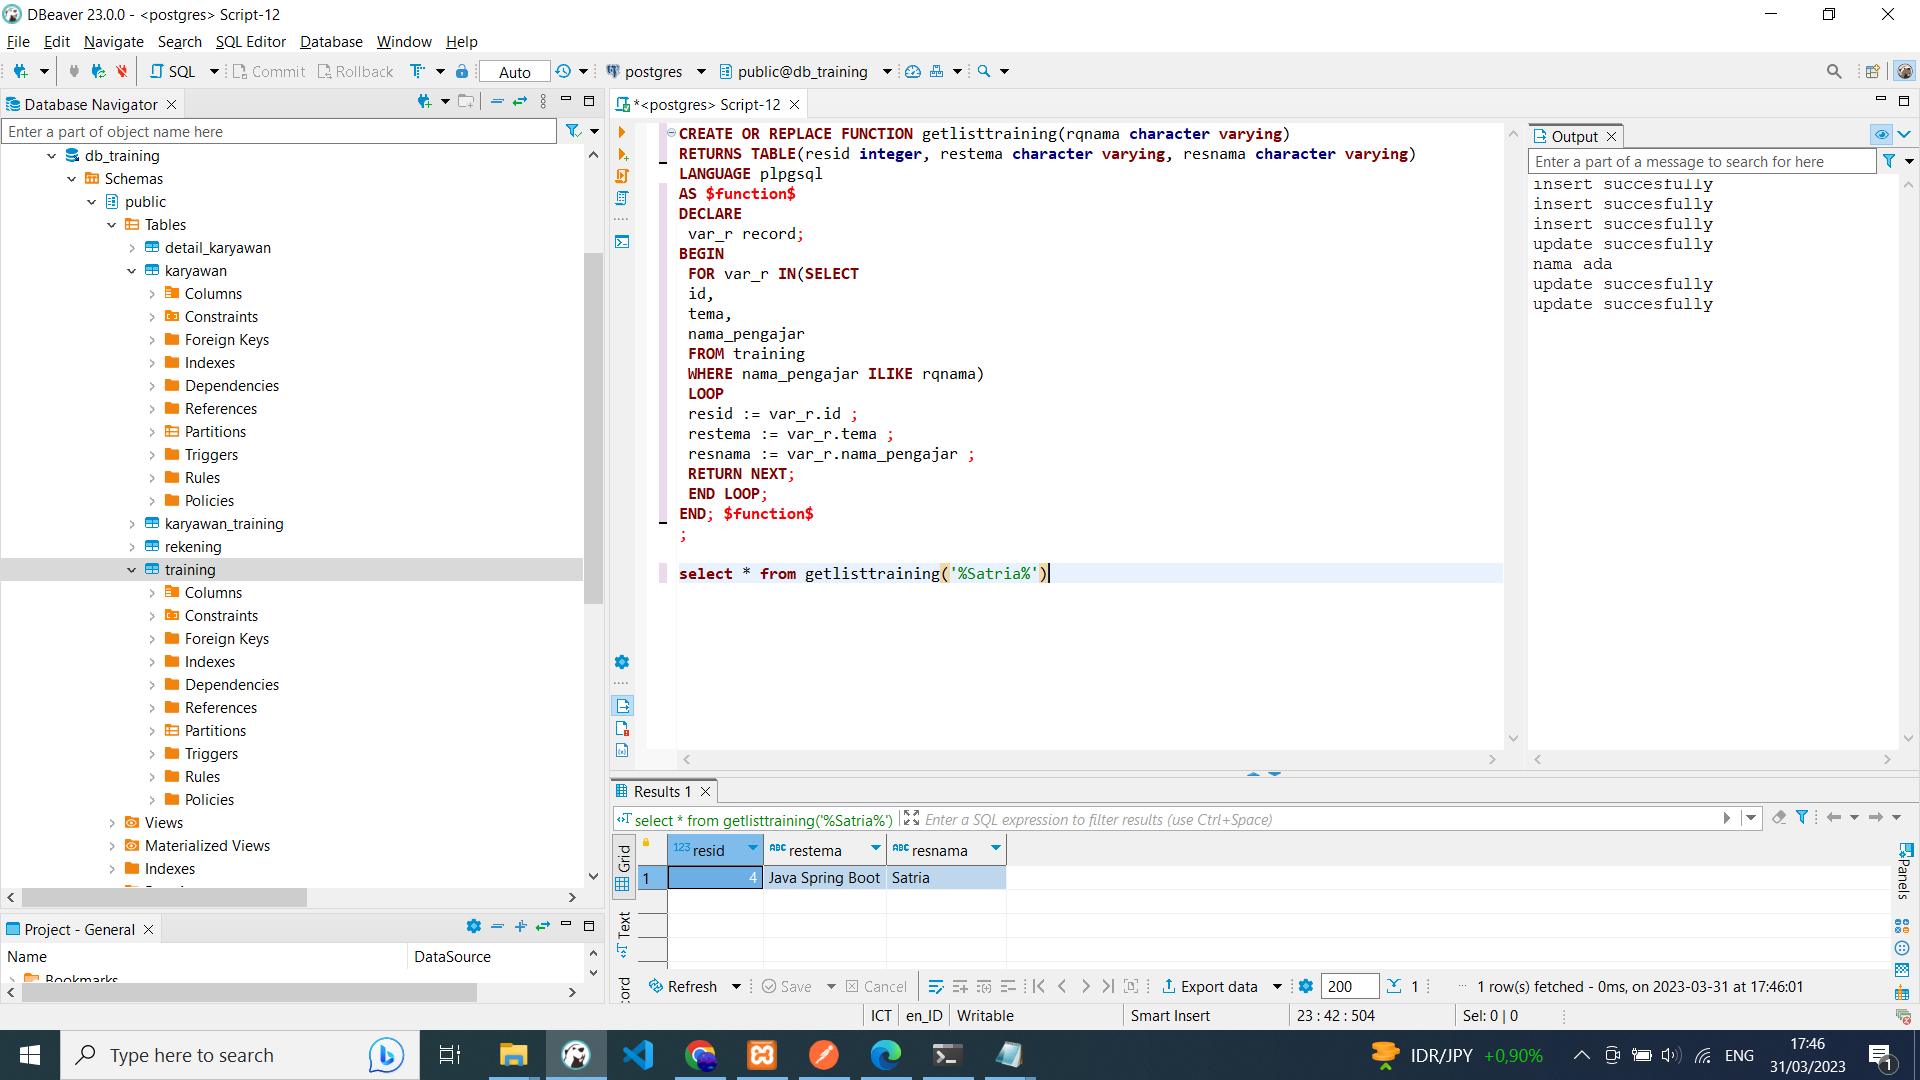 DBeaver 23.0.0 - <postgres> Script-12
File Edit Navigate Search SQL Editor Database Window Help
SQL Commit Rollback Auto postgres public@db_training
Database Navigator
Enter a part of object name here
db_training
Schemas
public
Tables
detail_karyawan
karyawan
Columns
Constraints
Foreign Keys
Indexes
Dependencies
References
Partitions
Triggers
Rules
Policies
karyawan_training
rekening
training
Columns
Constraints
Foreign Keys
Indexes
Dependencies
References
Partitions
Triggers
Rules
Policies
Views
Materialized Views
Indexes
Project - General
Name DataSource
Bookmarks
*<postgres> Script-12
CREATE OR REPLACE FUNCTION getlisttraining(rqnama character varying)
RETURNS TABLE(resid integer, restema character varying, resnama character varying)
LANGUAGE plpgsql
AS $function$
DECLARE
var_r record;
BEGIN
FOR var_r IN(SELECT
id,
tema,
nama_pengajar
FROM training
WHERE nama_pengajar ILIKE rqnama)
LOOP
resid := var_r.id ;
restema := var_r.tema ;
resnama := var_r.nama_pengajar ;
RETURN NEXT;
END LOOP;
END; $function$
;
select * from getlisttraining('%Satria%')
Output
Enter a part of a message to search for here
insert succesfully
insert succesfully
insert succesfully
update succesfully
nama ada
update succesfully
update succesfully
Results 1
select * from getlisttraining('%Satria%') Enter a SQL expression to filter results (use Ctrl+Space)
Grid
Text
Panels
123 resid ABC restema ABC resnama
1 4 Java Spring Boot Satria
Refresh Save Cancel Export data 200 1 1 row(s) fetched - 0ms, on 2023-03-31 at 17:46:01
ICT en_ID Writable Smart Insert 23 : 42 : 504 Sel: 0 | 0
Type here to search
IDR/JPY +0,90% ENG
17:46
31/03/2023
1